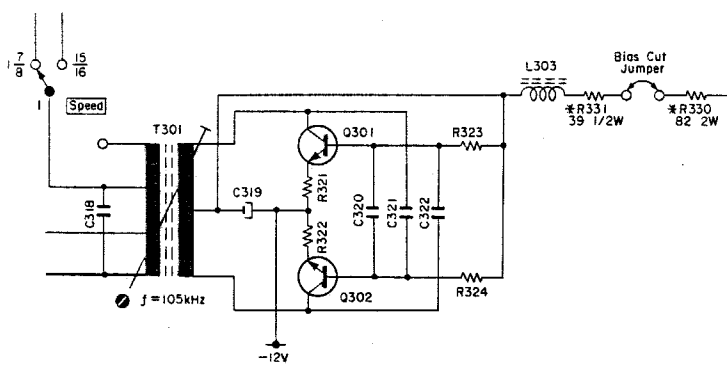 1 7/8
15/16
1
Speed
T301
C318
f = 105kHz
C319
-12V
Q301
R321
R322
Q302
C320
C321
C322
R323
R324
L303
*R331
39 1/2W
Bias Cut
Jumper
*R330
82 2W